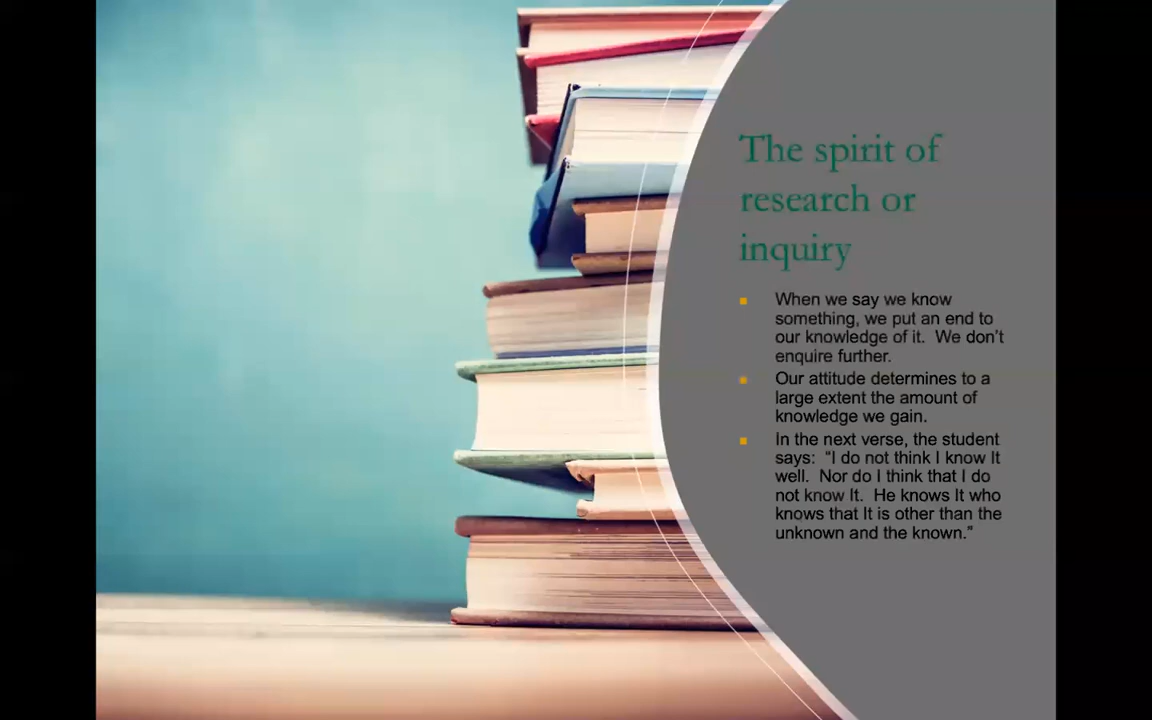 The spirit of
research or
inquiry
When we say we know
something, we put an end to
our knowledge of it.  We don't
enquire further.
Our attitude determines to a
large extent the amount of
knowledge we gain.
In the next verse, the student
says:  "I do not think I know It
well.  Nor do I think that I do
not know It.  He knows It who
knows that It is other than the
unknown and the known."